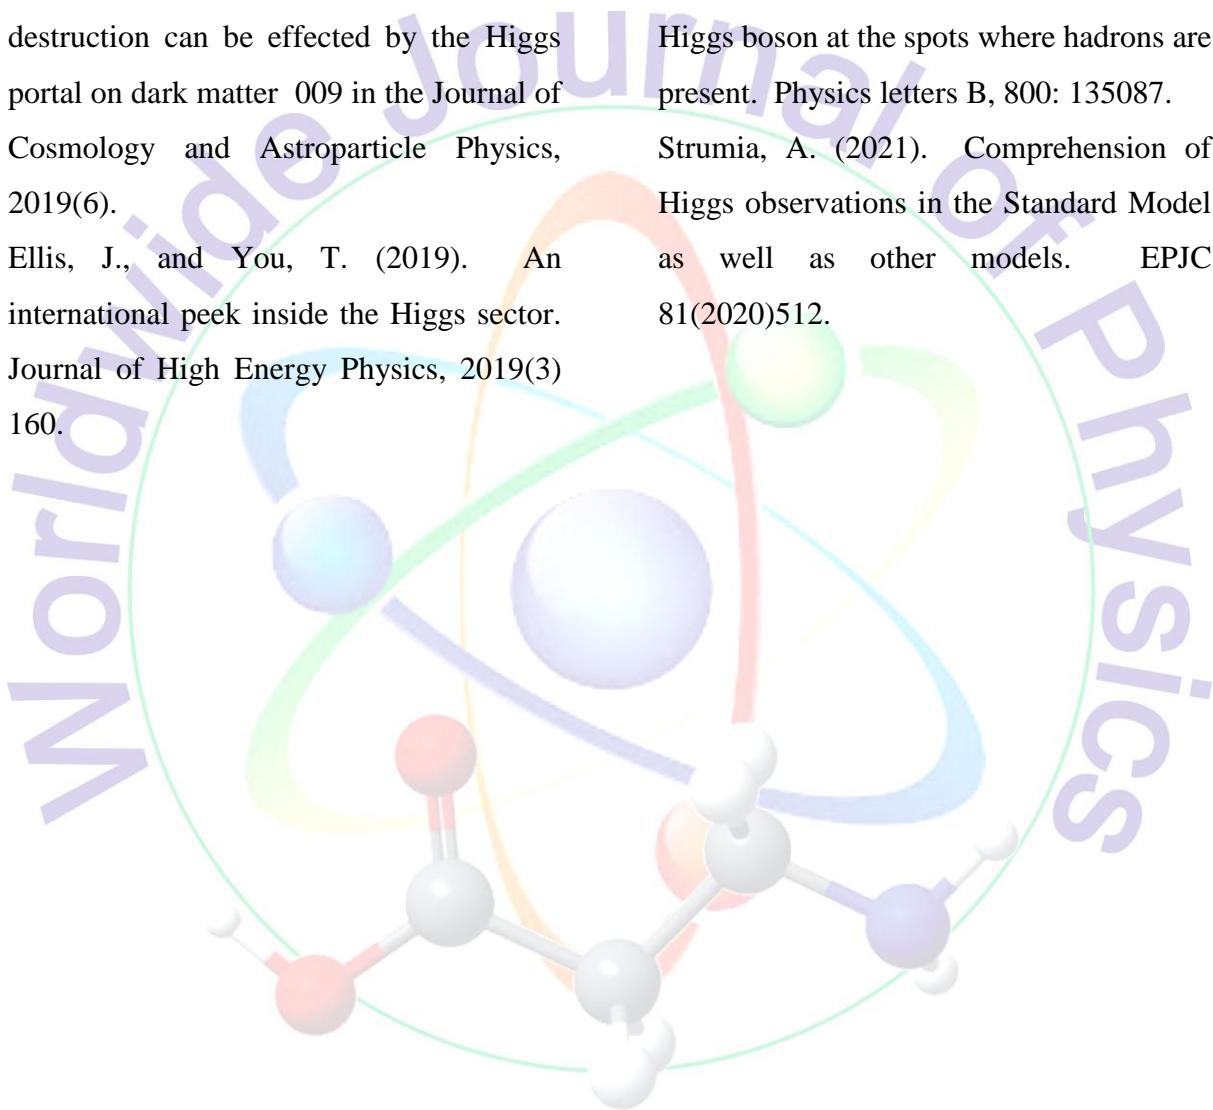 destruction can be effected by the Higgs
portal on dark matter 009 in the Journal of
Cosmology and Astroparticle Physics,
2019(6).
Ellis, J., and You, T. (2019). An
international peek inside the Higgs sector.
Journal of High Energy Physics, 2019(3)
160.
Higgs boson at the spots where hadrons are
present. Physics letters B, 800: 135087.
Strumia, A. (2021). Comprehension of
Higgs observations in the Standard Model
as well as other models. EPJC
81(2020)512.
Worldwide Journal of Physics